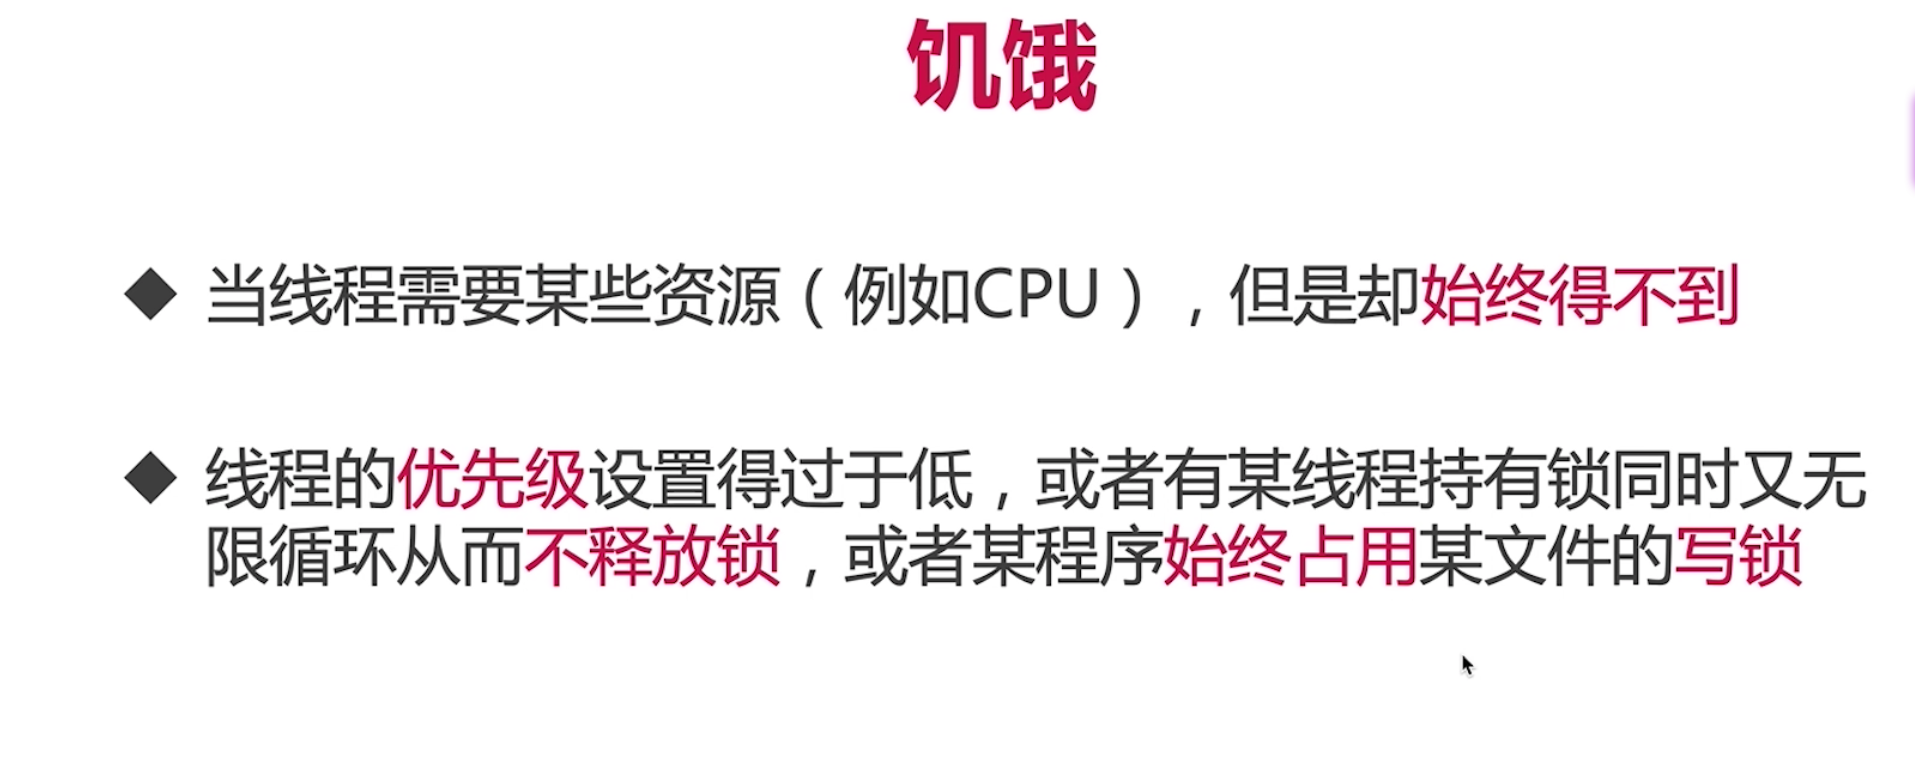 饥饿
◆ 当线程需要某些资源（例如CPU），但是却始终得不到
◆ 线程的优先级设置得过于低，或者有某线程持有锁同时又无
限循环从而不释放锁，或者某程序始终占用某文件的写锁